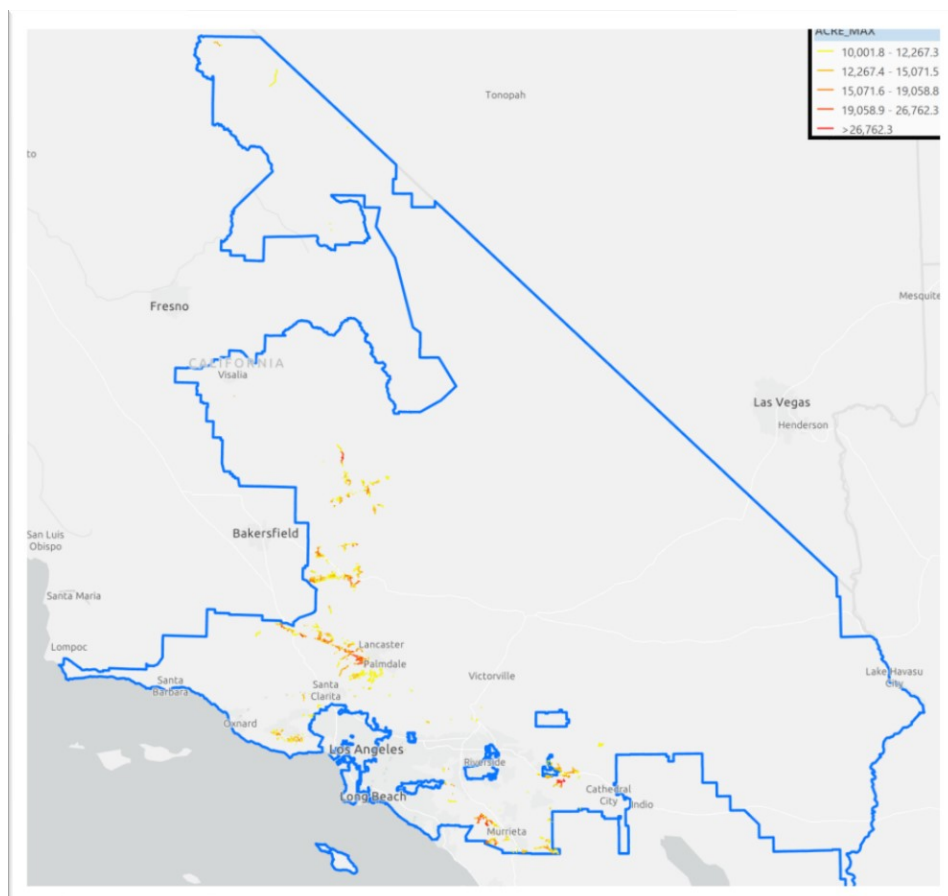 ACRE_MAX
10,001.8 - 12,267.3
12,267.4 - 15,071.5
15,071.6 - 19,058.8
19,058.9 - 26,762.3
>26,762.3
Tonopah
to
Fresno
Mesquite
CALIFORNIA
Visalia
Las Vegas
Henderson
San Luis
Obispo
Bakersfield
Santa Maria
Lompoc
Lancaster
Palmdale
Lake Havasu
City
Santa
Barbara
Santa
Clarita
Victorville
Oxnard
Los Angeles
Riverside
Cathedral
City
Indio
Long Beach
Murrieta